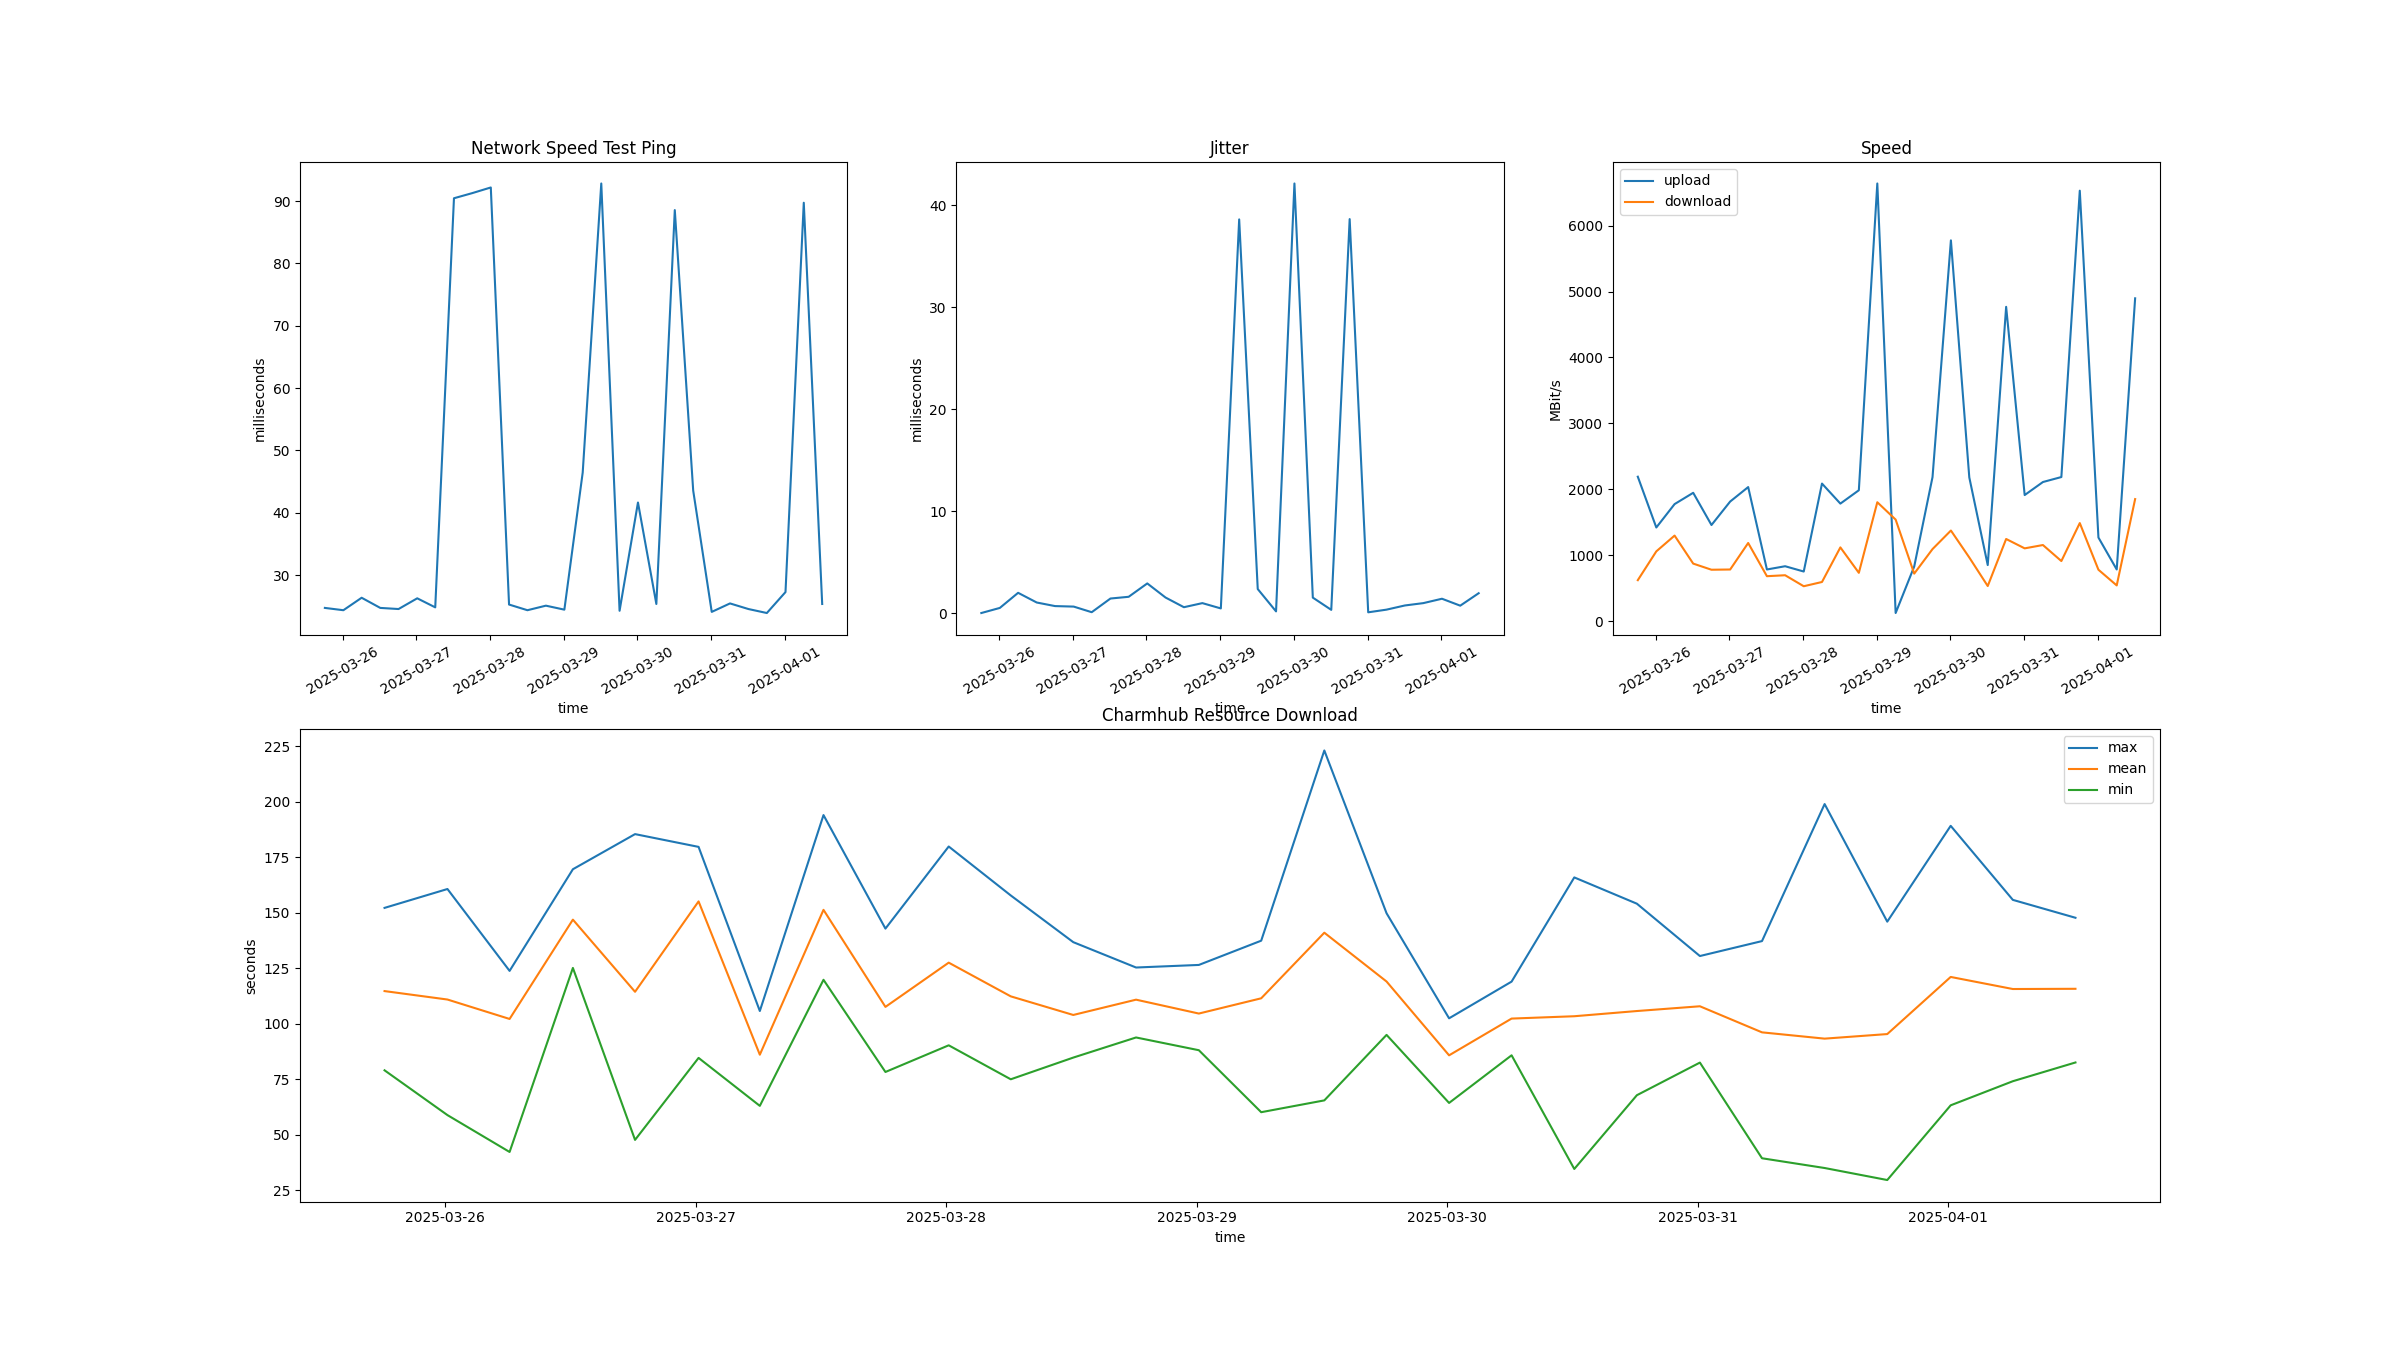 Network Speed Test Ping
milliseconds
90
80
70
60
50
40
30
2025-03-26 2025-03-27 2025-03-28 2025-03-29 2025-03-30 2025-03-31 2025-04-01
time
Jitter
milliseconds
40
30
20
10
0
2025-03-26 2025-03-27 2025-03-28 2025-03-29 2025-03-30 2025-03-31 2025-04-01
time
Speed
upload
download
MBit/s
6000
5000
4000
3000
2000
1000
0
2025-03-26 2025-03-27 2025-03-28 2025-03-29 2025-03-30 2025-03-31 2025-04-01
time
Charmhub Resource Download
max
mean
min
seconds
225
200
175
150
125
100
75
50
25
2025-03-26 2025-03-27 2025-03-28 2025-03-29 2025-03-30 2025-03-31 2025-04-01
time